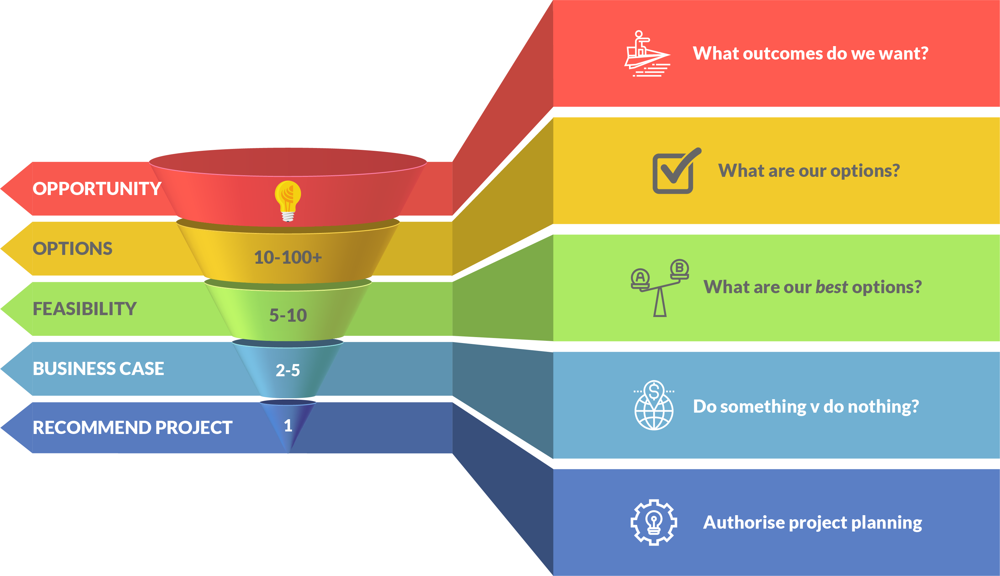 What outcomes do we want?
What are our options?
OPPORTUNITY
OPTIONS
10-100+
What are our best options?
A
B
FEASIBILITY
5-10
BUSINESS CASE
2-5
Do something v do nothing?
$
RECOMMEND PROJECT
1
Authorise project planning